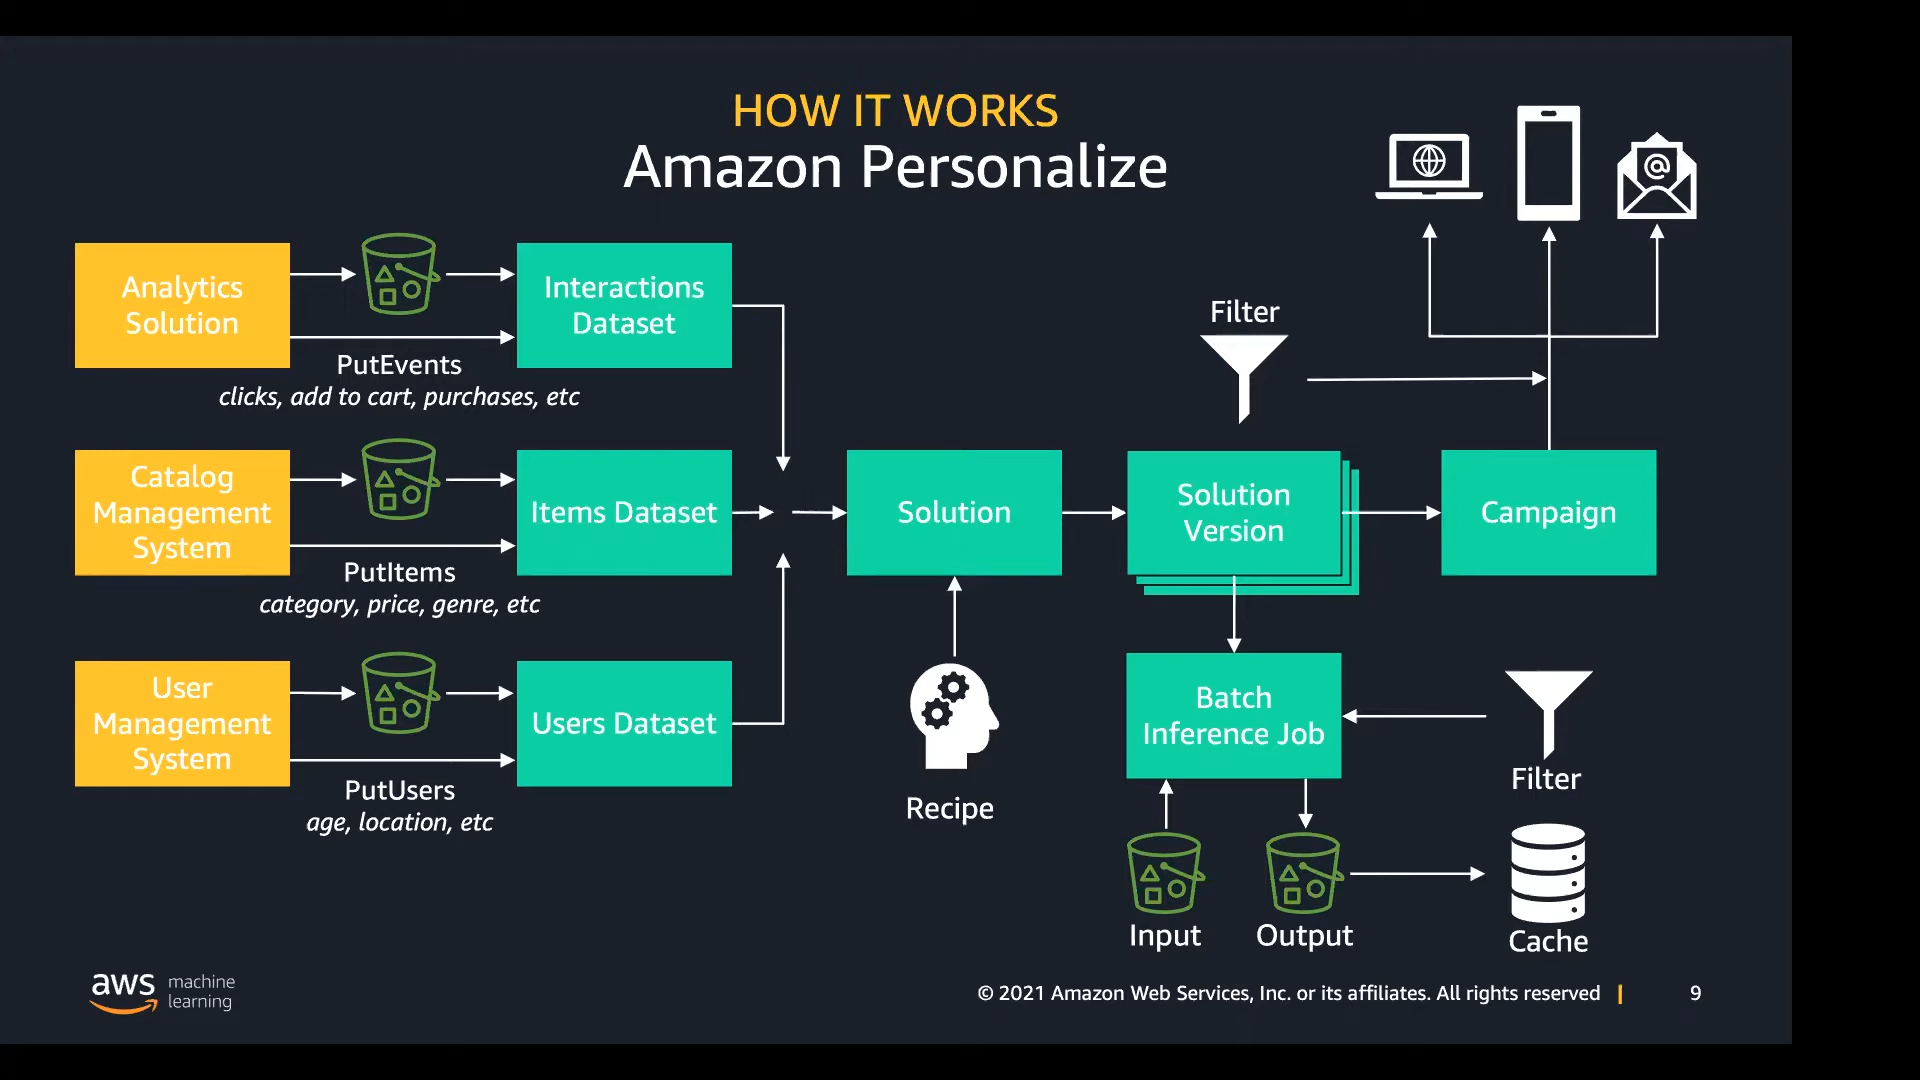 HOW IT WORKS
Amazon Personalize
Analytics
Solution
PutEvents
clicks, add to cart, purchases, etc
Interactions
Dataset
Catalog
Management
System
PutItems
category, price, genre, etc
Items Dataset
User
Management
System
PutUsers
age, location, etc
Users Dataset
Solution
Recipe
Filter
Solution
Version
Campaign
Batch
Inference Job
Filter
Input
Output
Cache
@
aws machine
learning
© 2021 Amazon Web Services, Inc. or its affiliates. All rights reserved |
9